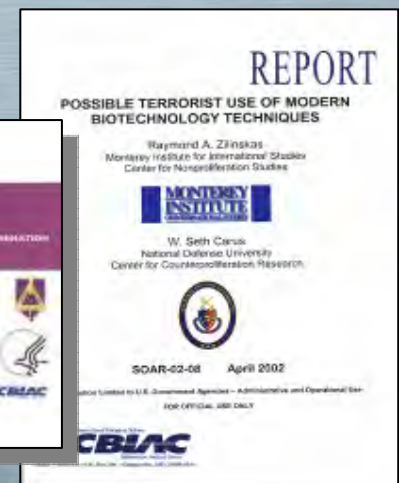 REPORT
POSSIBLE TERRORIST USE OF MODERN
BIOTECHNOLOGY TECHNIQUES
Raymond A. Zilinskas
Monterey Institute for International Studies
Center for Nonproliferation Studies
MONTEREY
INSTITUTE
W. Seth Carus
National Defense University
Center for Counterproliferation Research
SOAR-02-08 April 2002
Limited to U.S. Government Agencies – Administrative and Operational Use
FOR OFFICIAL USE ONLY
CBIAC
CBIAC